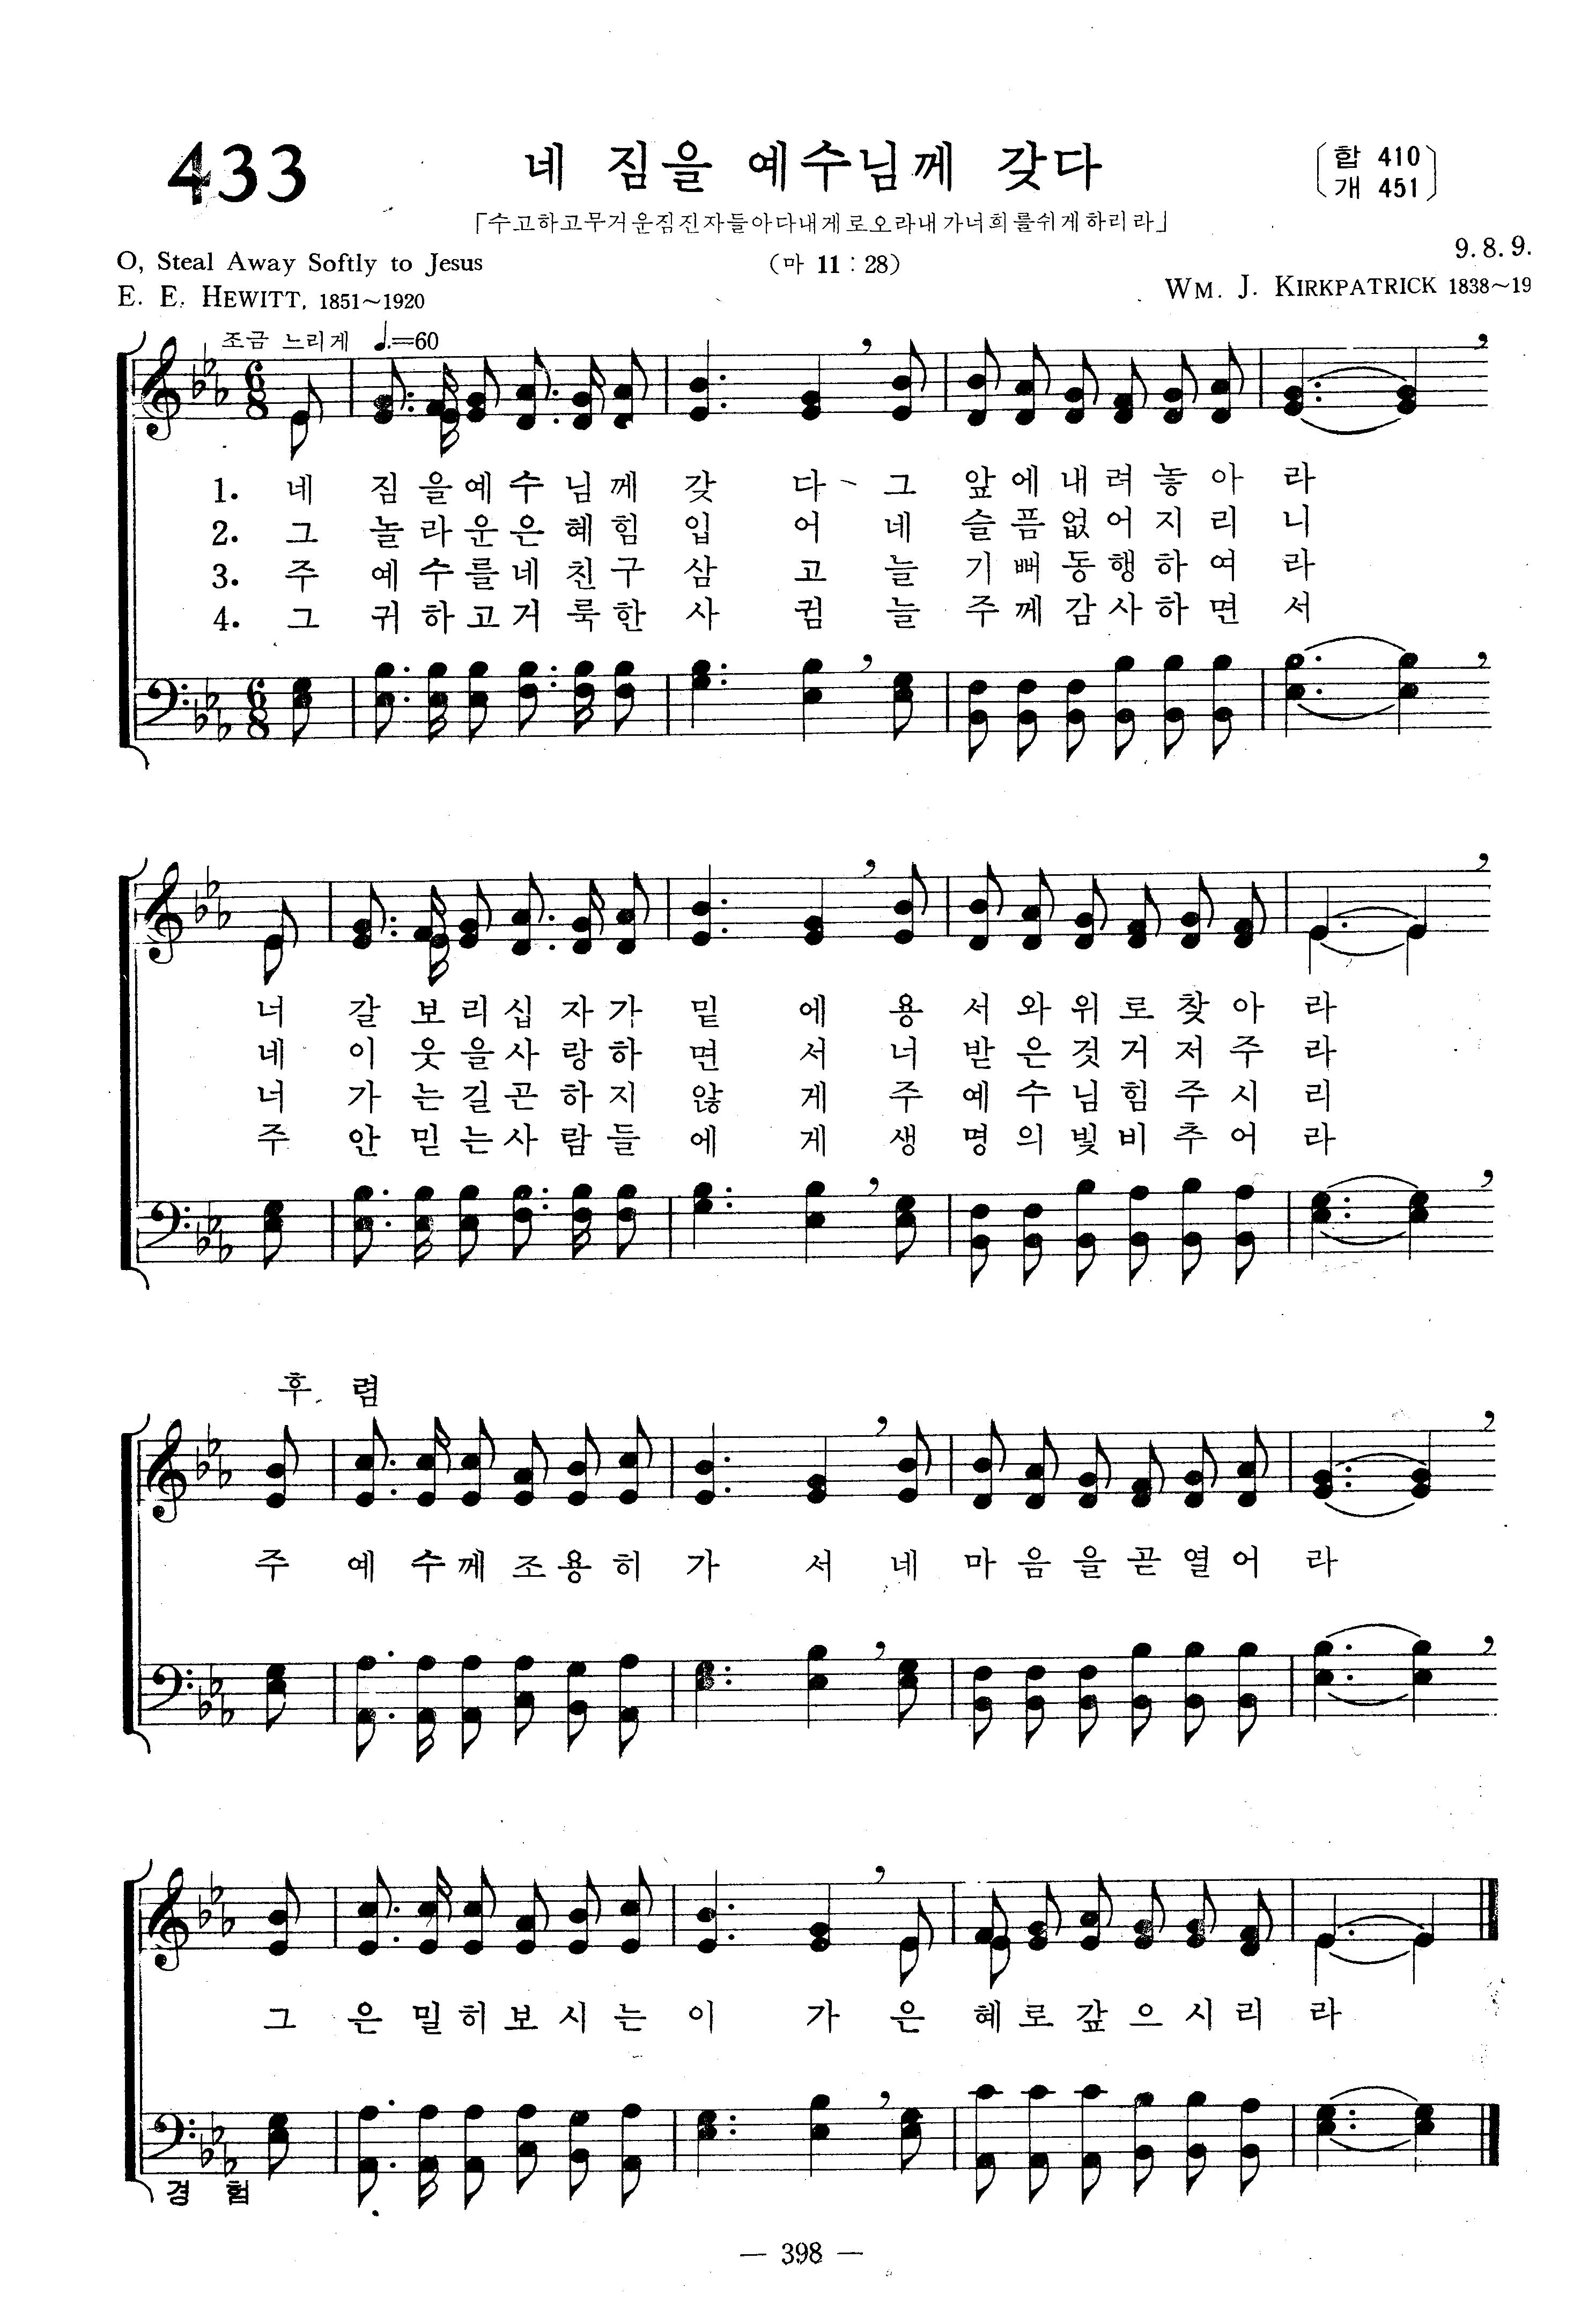 433
네 짐을 예수님께 갖다
〔합 410
개 451〕
「수고하고무거운짐진자들아다내게로오라내가너희를쉬게하리라」
(마 11 : 28)
O, Steal Away Softly to Jesus
9. 8. 9.
E. E. HEWITT, 1851~1920
WM. J. KIRKPATRICK 1838~19
조금 느리게 ♩.=60
1. 네 짐을예수님께 갖 다 그 앞에내려놓아 라
2. 그 놀라운은혜힘 입 어 네 슬픔없어지리 니
3. 주 예수를네친구 삼 고 늘 기뻐동행하여 라
4. 그 귀하고거룩한 사 귐 늘 주께감사하면 서
너 갈보리십자가 밑 에 용 서와위로찾아 라
네 이웃을사랑하 면 서 너 받은것거저주 라
너 가는길곤하지 않 게 주 예수님힘주시 리
주 안믿는사람들 에 게 생 명의빛비추어 라
후 렴
주 예수께조용히 가 서 네 마음을곧열어 라
그 은밀히보시는 이 가 은 혜로갚으시리 라
경 험
— 398 —